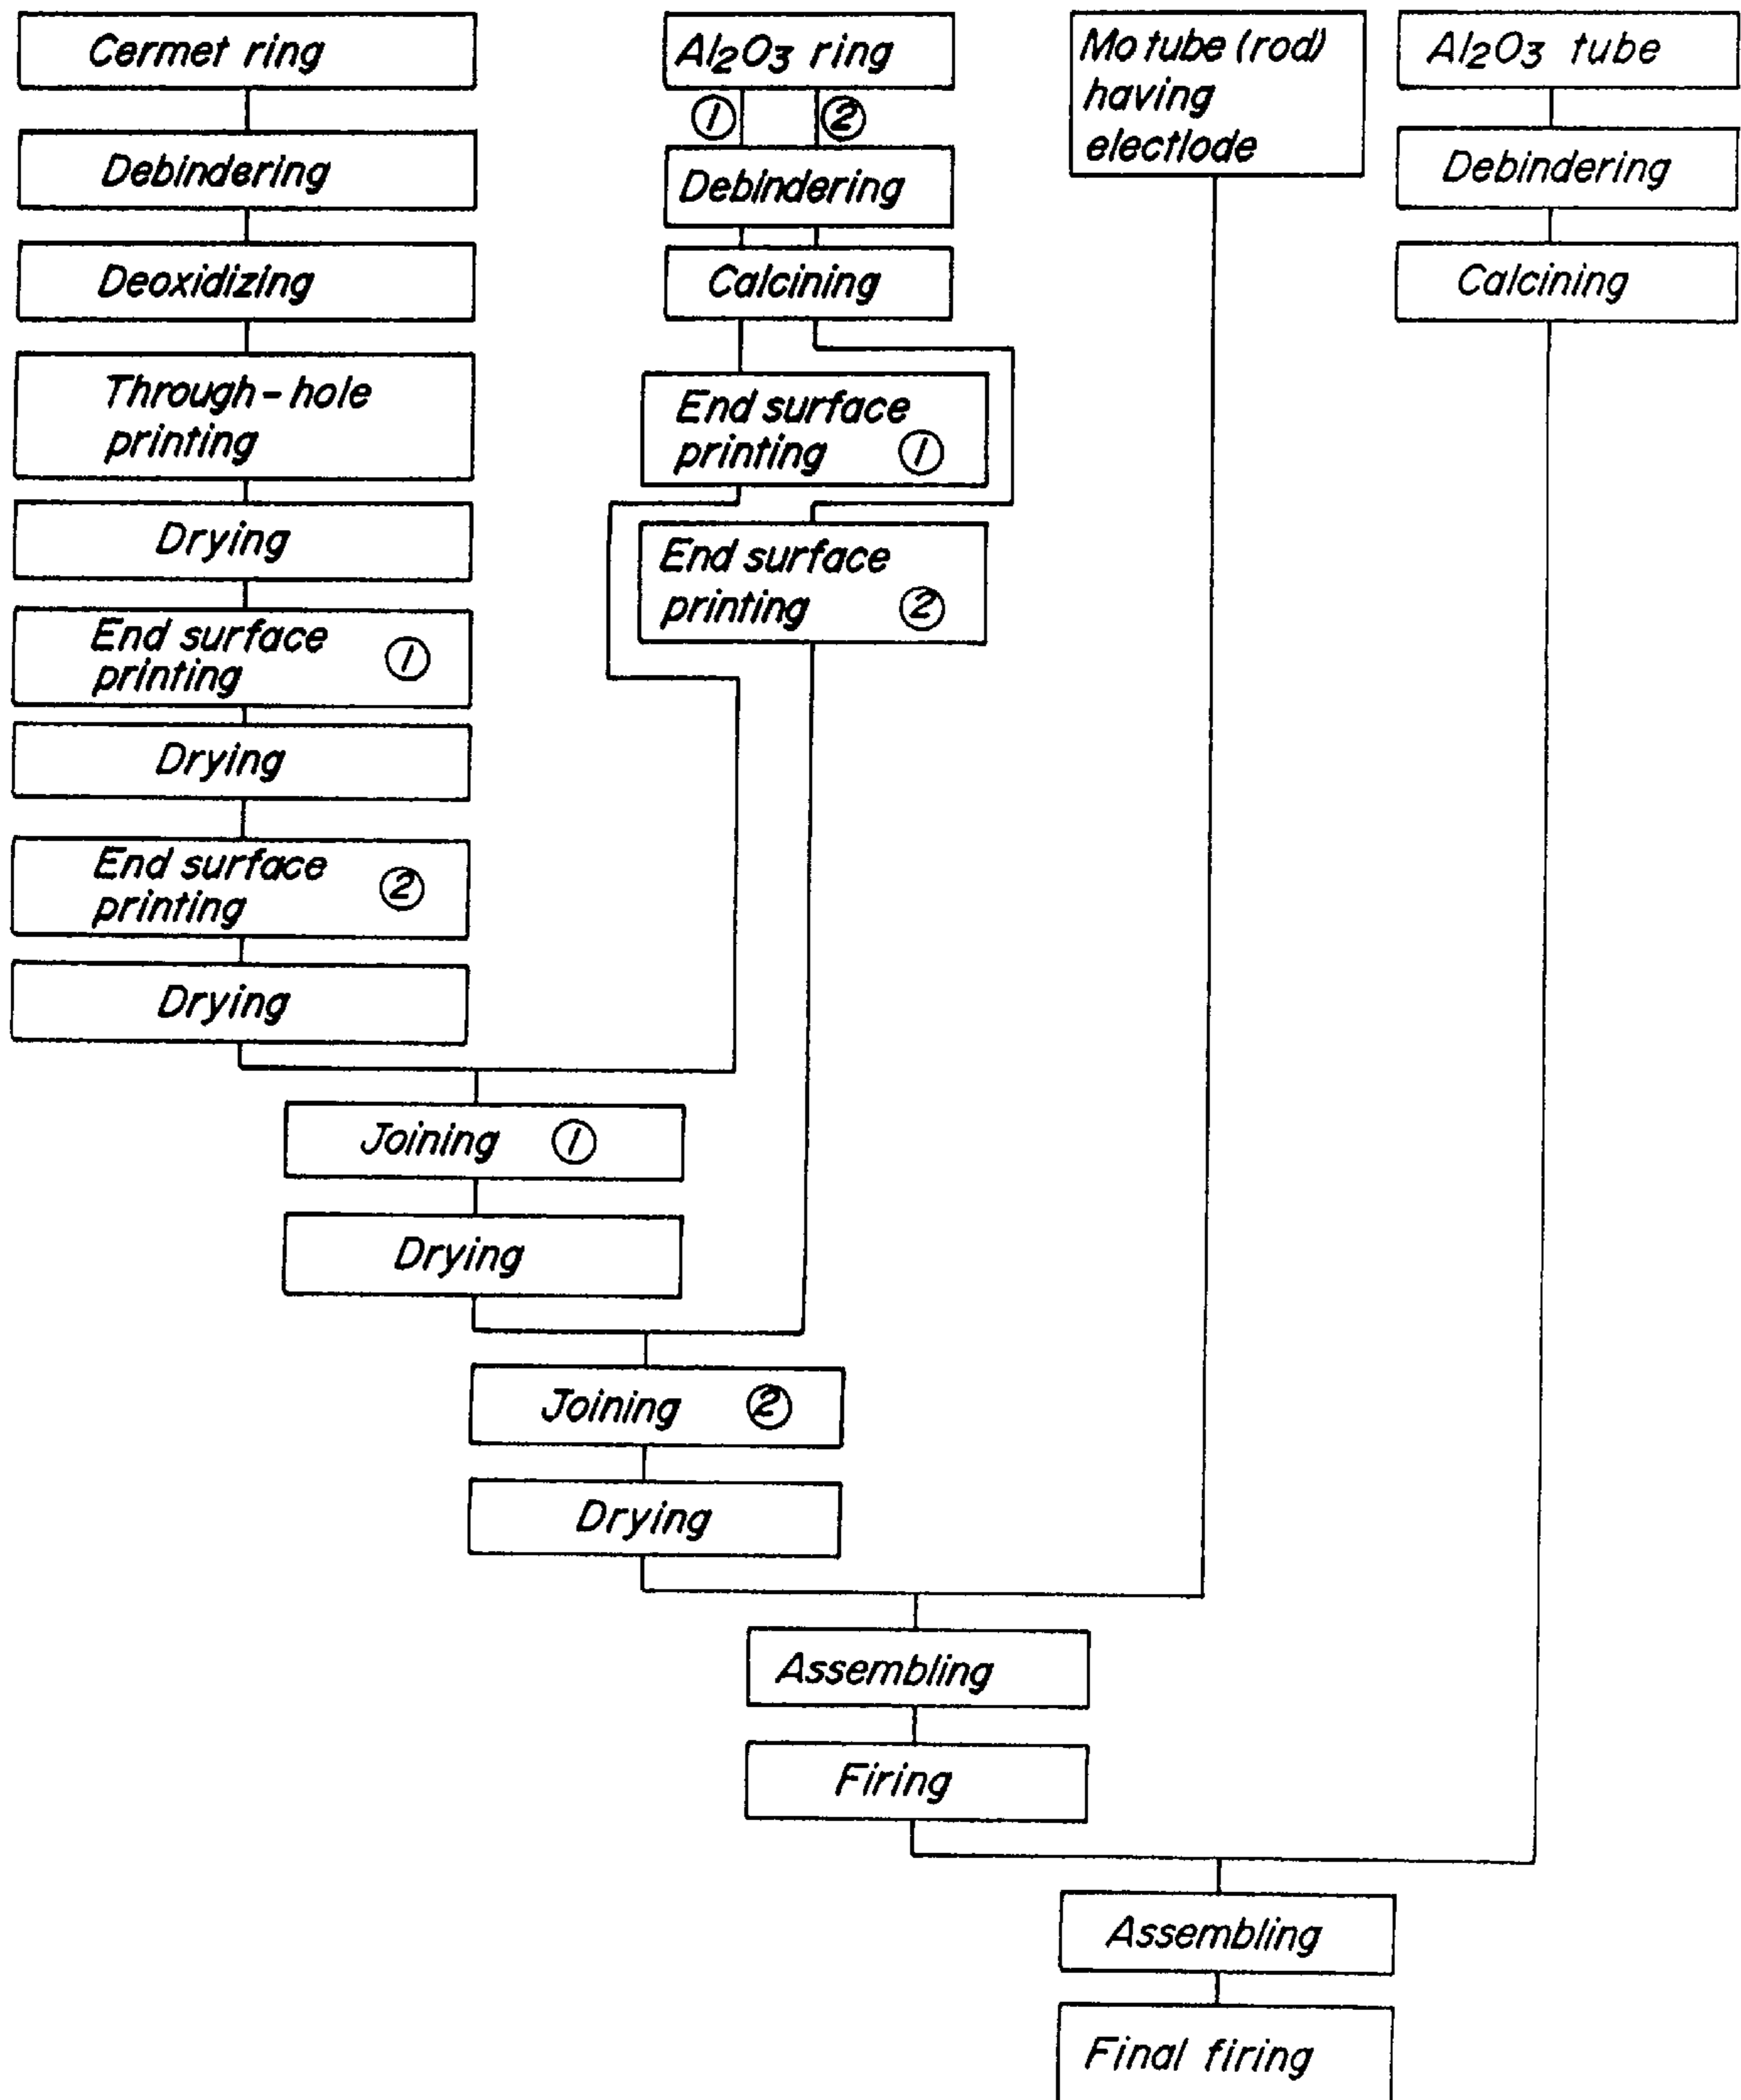 Cermet ring
Debindering
Deoxidizing
Through-hole
printing
Drying
End surface
printing ①
Drying
End surface
printing ②
Drying
Al2O3 ring
① ②
Debindering
Calcining
End surface
printing ①
End surface
printing ②
Mo tube (rod)
having
electlode
Al2O3 tube
Debindering
Calcining
Joining ①
Drying
Joining ②
Drying
Assembling
Firing
Assembling
Final firing